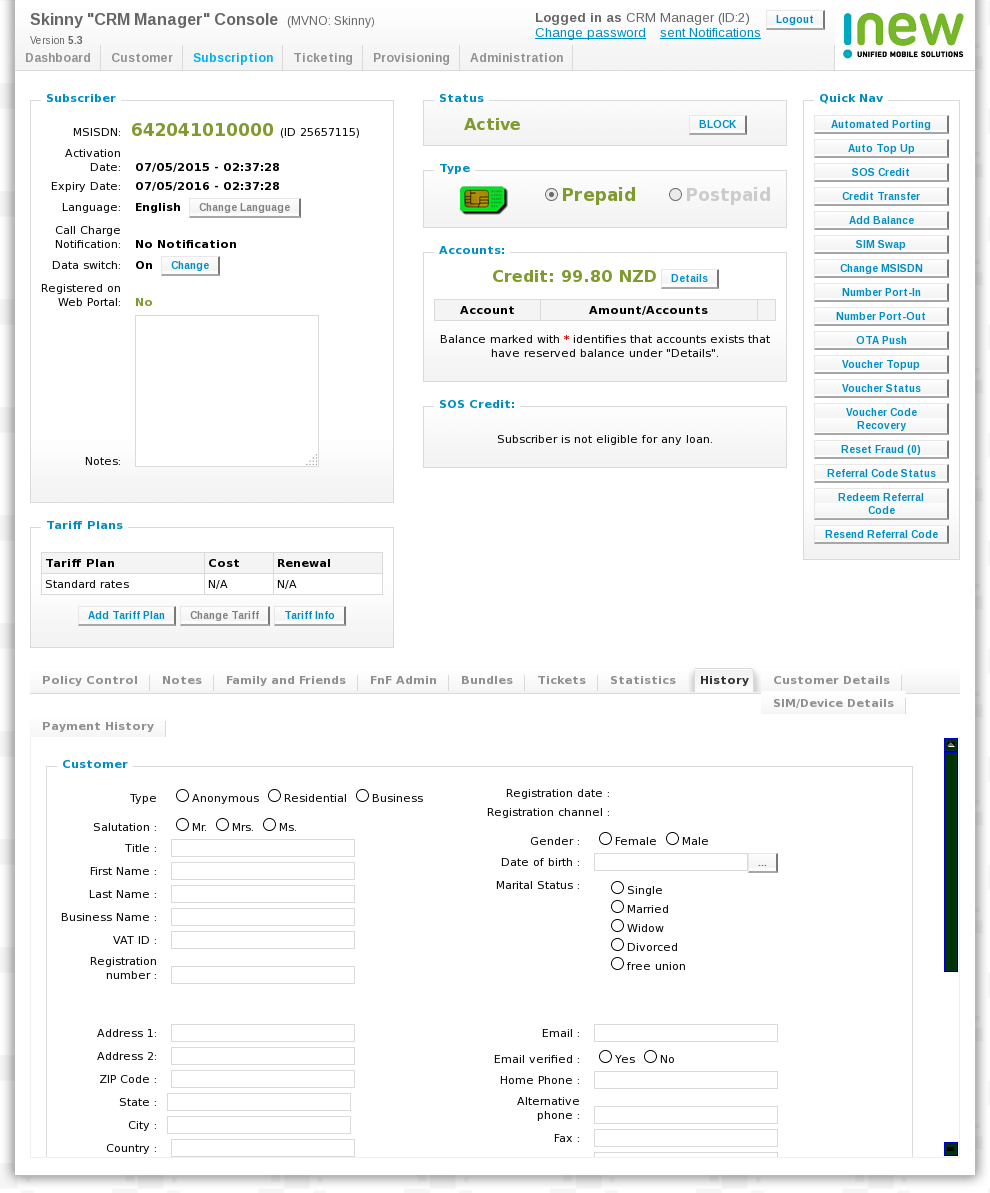 Skinny "CRM Manager" Console (MVNO: Skinny)
Version 5.3
Logged in as CRM Manager (ID:2)
Change password sent Notifications
Logout
inew
UNIFIED MOBILE SOLUTIONS
Dashboard Customer Subscription Ticketing Provisioning Administration
Subscriber
MSISDN: 642041010000 (ID 25657115)
Activation
Date: 07/05/2015 - 02:37:28
Expiry Date: 07/05/2016 - 02:37:28
Language: English Change Language
Call Charge
Notification: No Notification
Data switch: On Change
Registered on
Web Portal: No
Notes:
Tariff Plans
Tariff Plan Cost Renewal
Standard rates N/A N/A
Add Tariff Plan Change Tariff Tariff Info
Status
Active BLOCK
Type
Prepaid Postpaid
Accounts:
Credit: 99.80 NZD Details
Account Amount/Accounts
Balance marked with * identifies that accounts exists that
have reserved balance under "Details".
SOS Credit:
Subscriber is not eligible for any loan.
Quick Nav
Automated Porting
Auto Top Up
SOS Credit
Credit Transfer
Add Balance
SIM Swap
Change MSISDN
Number Port-In
Number Port-Out
OTA Push
Voucher Topup
Voucher Status
Voucher Code
Recovery
Reset Fraud (0)
Referral Code Status
Redeem Referral
Code
Resend Referral Code
Policy Control Notes Family and Friends FnF Admin Bundles Tickets Statistics History Customer Details
SIM/Device Details
Payment History
Customer
Type Anonymous Residential Business
Salutation : Mr. Mrs. Ms.
Title :
First Name :
Last Name :
Business Name :
VAT ID :
Registration
number :
Registration date :
Registration channel :
Gender : Female Male
Date of birth : ...
Marital Status : Single
Married
Widow
Divorced
free union
Address 1:
Address 2:
ZIP Code :
State :
City :
Country :
Email :
Email verified : Yes No
Home Phone :
Alternative
phone :
Fax :